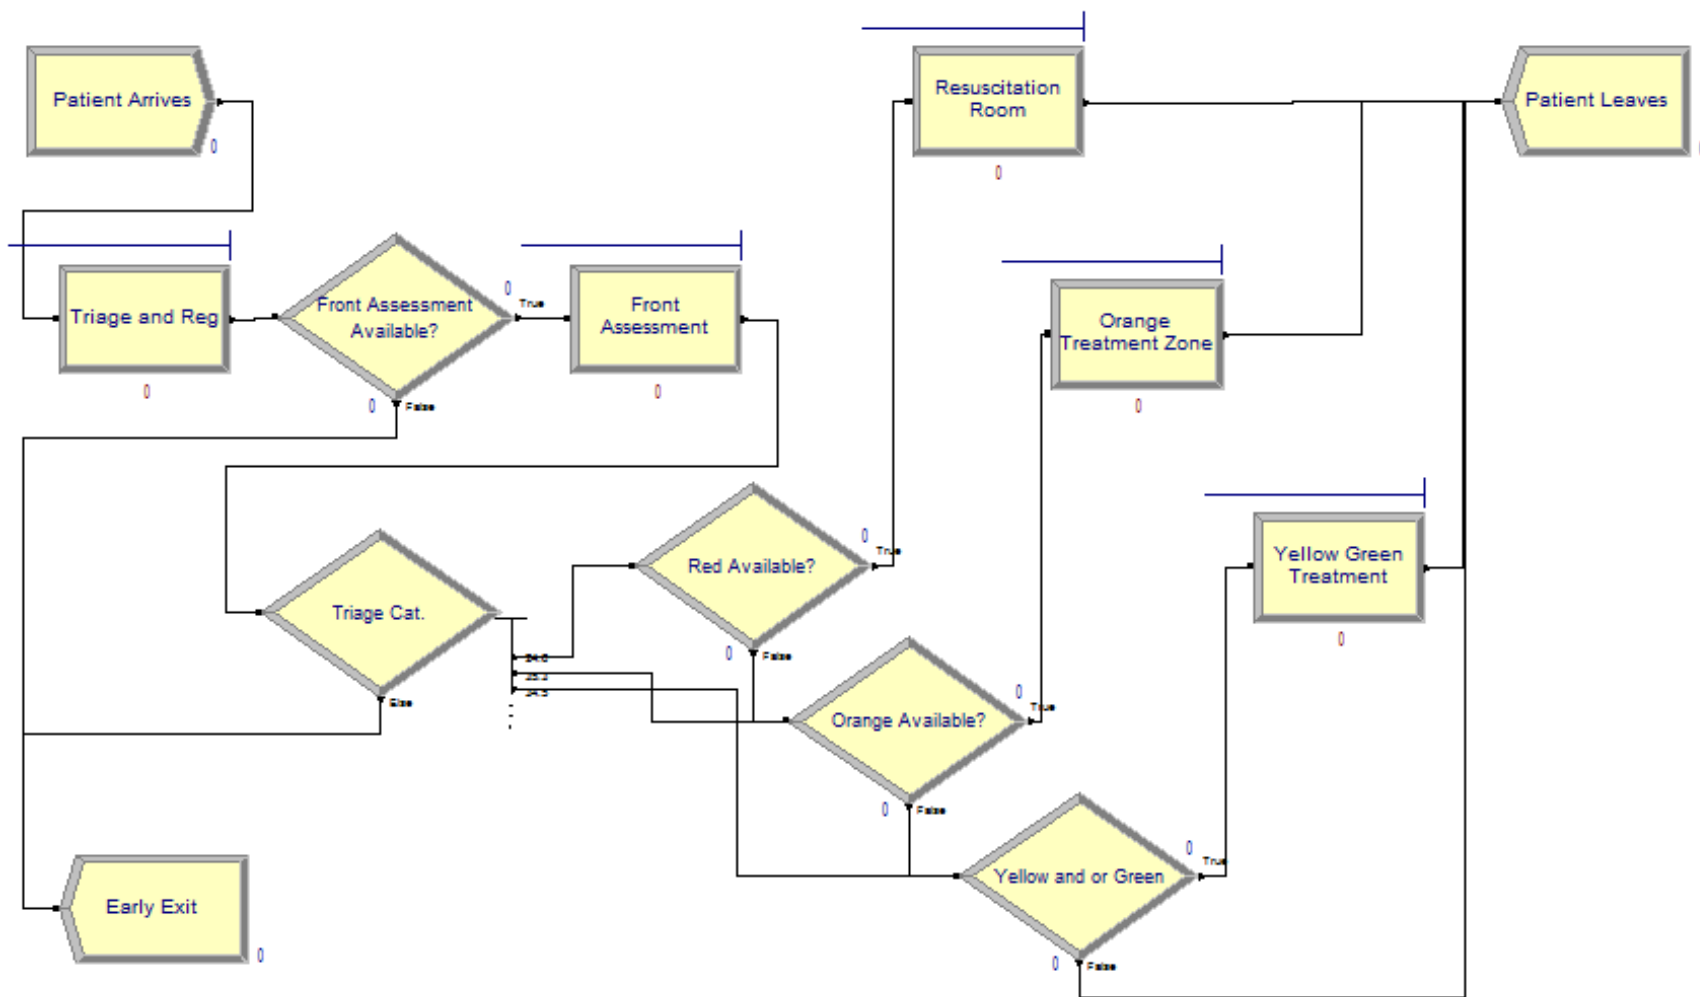 Patient Arrives
0
Resuscitation
Room
0
Patient Leaves
Triage and Reg
0
Front Assessment
Available?
0
True
0
False
Front
Assessment
0
Orange
Treatment Zone
0
Triage Cat.
Else
Red Available?
0
True
0
False
Orange Available?
0
True
0
False
Yellow Green
Treatment
0
Yellow and or Green
0
True
0
False
Early Exit
0